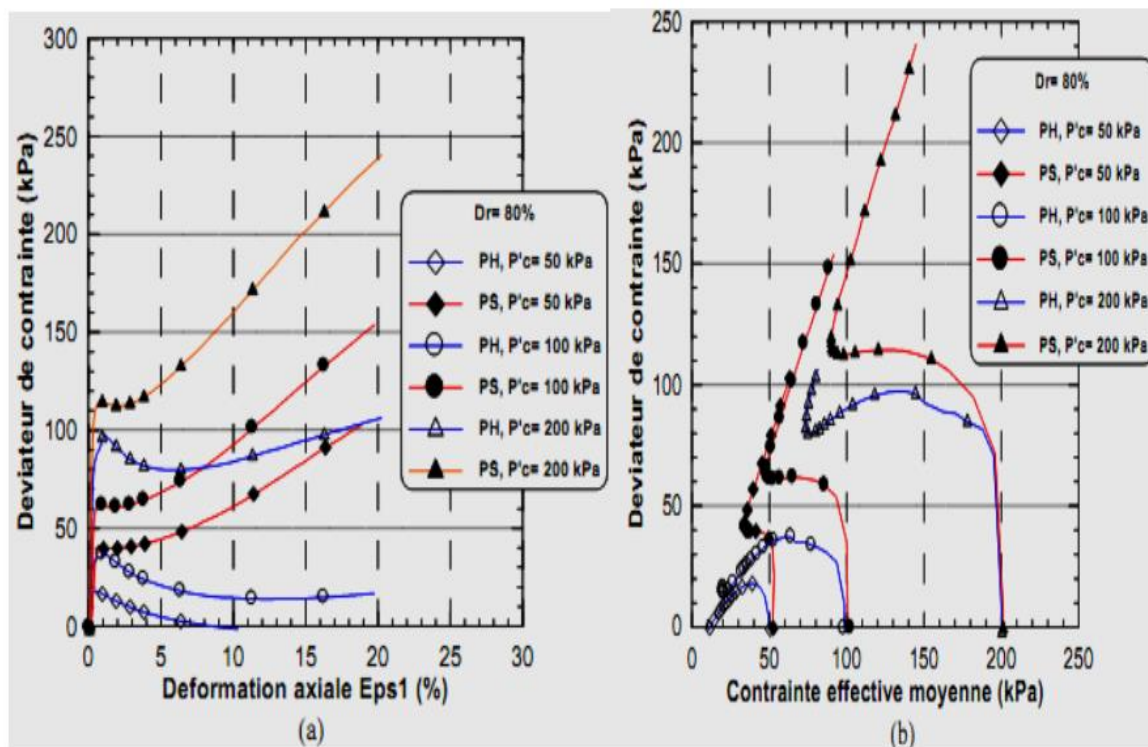 Deviateur de contrainte (kPa)
300
250
200
150
100
50
0
0 5 10 15 20 25 30
Deformation axiale Eps1 (%)
(a)
Dr= 80%
PH, P'c= 50 kPa
PS, P'c= 50 kPa
PH, P'c= 100 kPa
PS, P'c= 100 kPa
PH, P'c= 200 kPa
PS, P'c= 200 kPa
Deviateur de contrainte (kPa)
250
200
150
100
50
0
0 50 100 150 200 250
Contrainte effective moyenne (kPa)
(b)
Dr= 80%
PH, P'c= 50 kPa
PS, P'c= 50 kPa
PH, P'c= 100 kPa
PS, P'c= 100 kPa
PH, P'c= 200 kPa
PS, P'c= 200 kPa